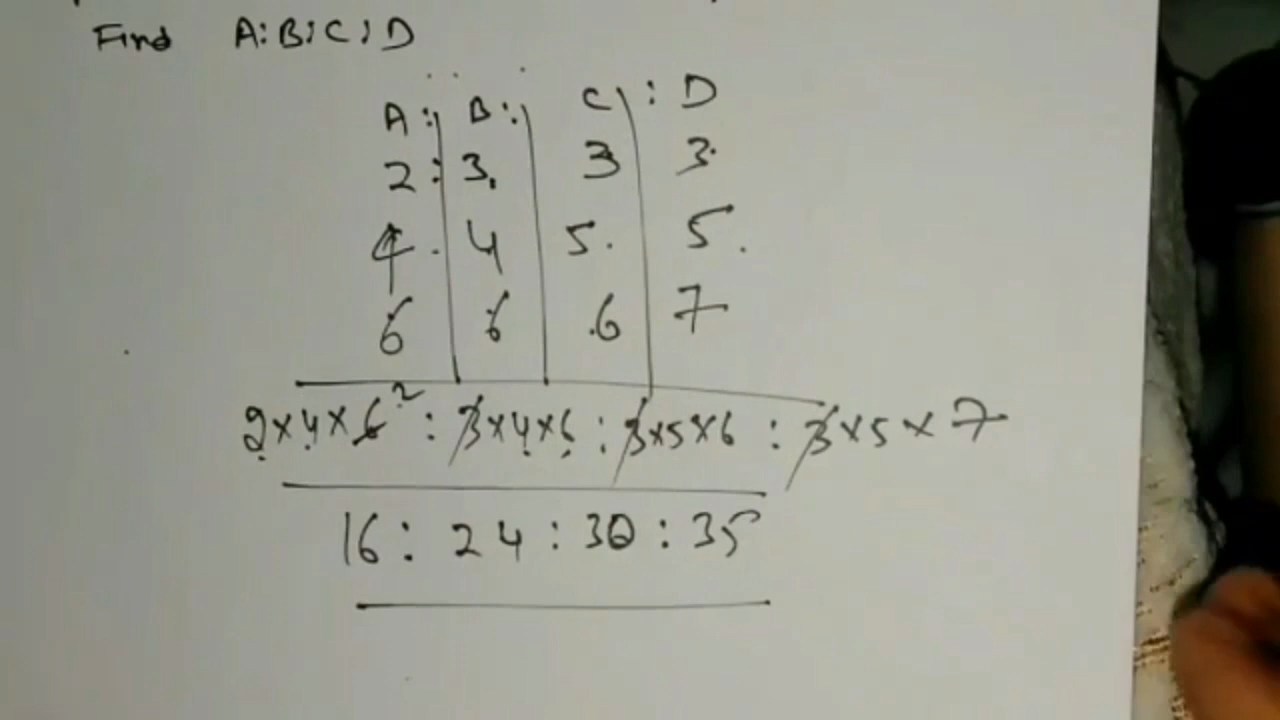 Find A:B:C:D
A: B: C : D
2: 3. 3 3
4 4 5. 5.
6 6 6 7
2×4×6² : 3×4×6 : 3×5×6 : 3×5×7
16: 24:30:35